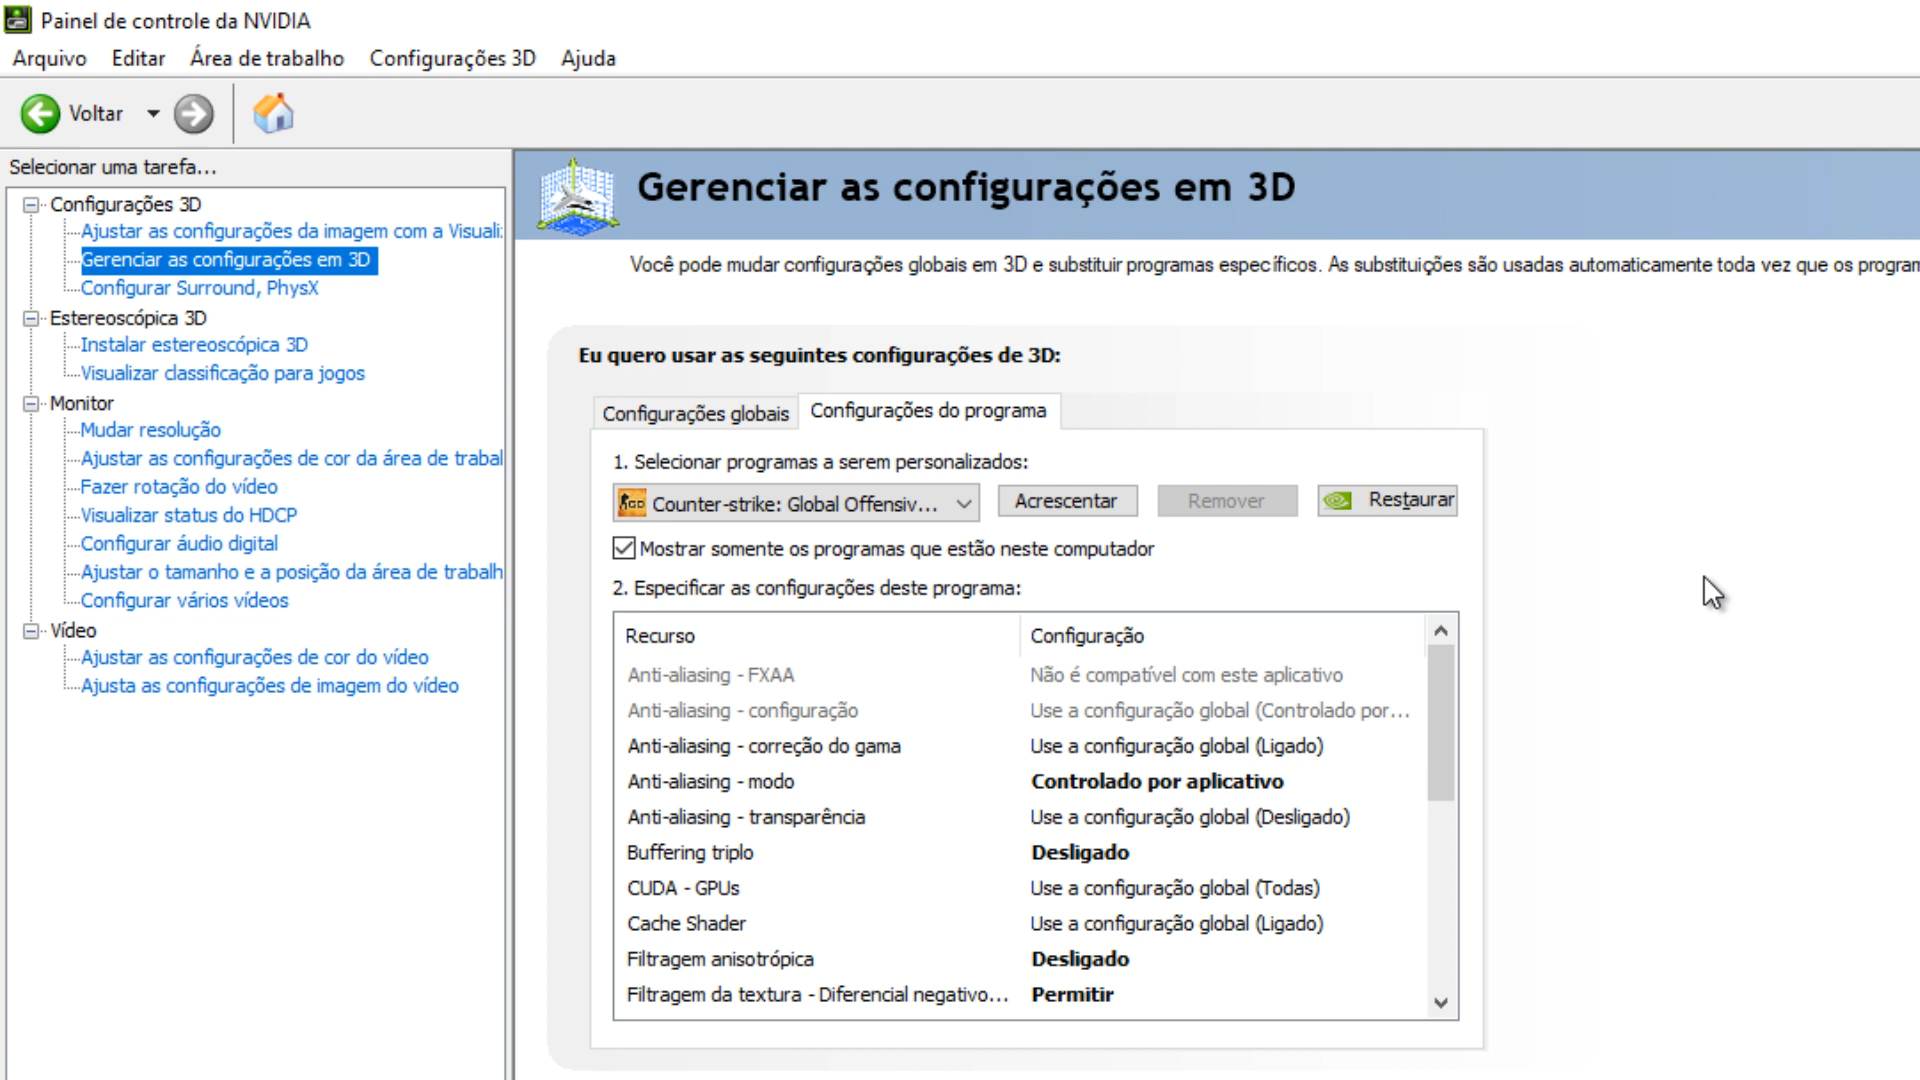 Painel de controle da NVIDIA
Arquivo Editar Área de trabalho Configurações 3D Ajuda
Voltar
Selecionar uma tarefa...
Configurações 3D
Ajustar as configurações da imagem com a Visuali
Gerenciar as configurações em 3D
Configurar Surround, PhysX
Estereoscópica 3D
Instalar estereoscópica 3D
Visualizar classificação para jogos
Monitor
Mudar resolução
Ajustar as configurações de cor da área de trabal
Fazer rotação do vídeo
Visualizar status do HDCP
Configurar áudio digital
Ajustar o tamanho e a posição da área de trabalh
Configurar vários vídeos
Vídeo
Ajustar as configurações de cor do vídeo
Ajusta as configurações de imagem do vídeo
Gerenciar as configurações em 3D
Você pode mudar configurações globais em 3D e substituir programas específicos. As substituições são usadas automaticamente toda vez que os program
Eu quero usar as seguintes configurações de 3D:
Configurações globais Configurações do programa
1. Selecionar programas a serem personalizados:
Counter-strike: Global Offensiv... Acrescentar Remover Restaurar
Mostrar somente os programas que estão neste computador
2. Especificar as configurações deste programa:
Recurso Configuração
Anti-aliasing - FXAA Não é compatível com este aplicativo
Anti-aliasing - configuração Use a configuração global (Controlado por...
Anti-aliasing - correção do gama Use a configuração global (Ligado)
Anti-aliasing - modo Controlado por aplicativo
Anti-aliasing - transparência Use a configuração global (Desligado)
Buffering triplo Desligado
CUDA - GPUs Use a configuração global (Todas)
Cache Shader Use a configuração global (Ligado)
Filtragem anisotrópica Desligado
Filtragem da textura - Diferencial negativo... Permitir